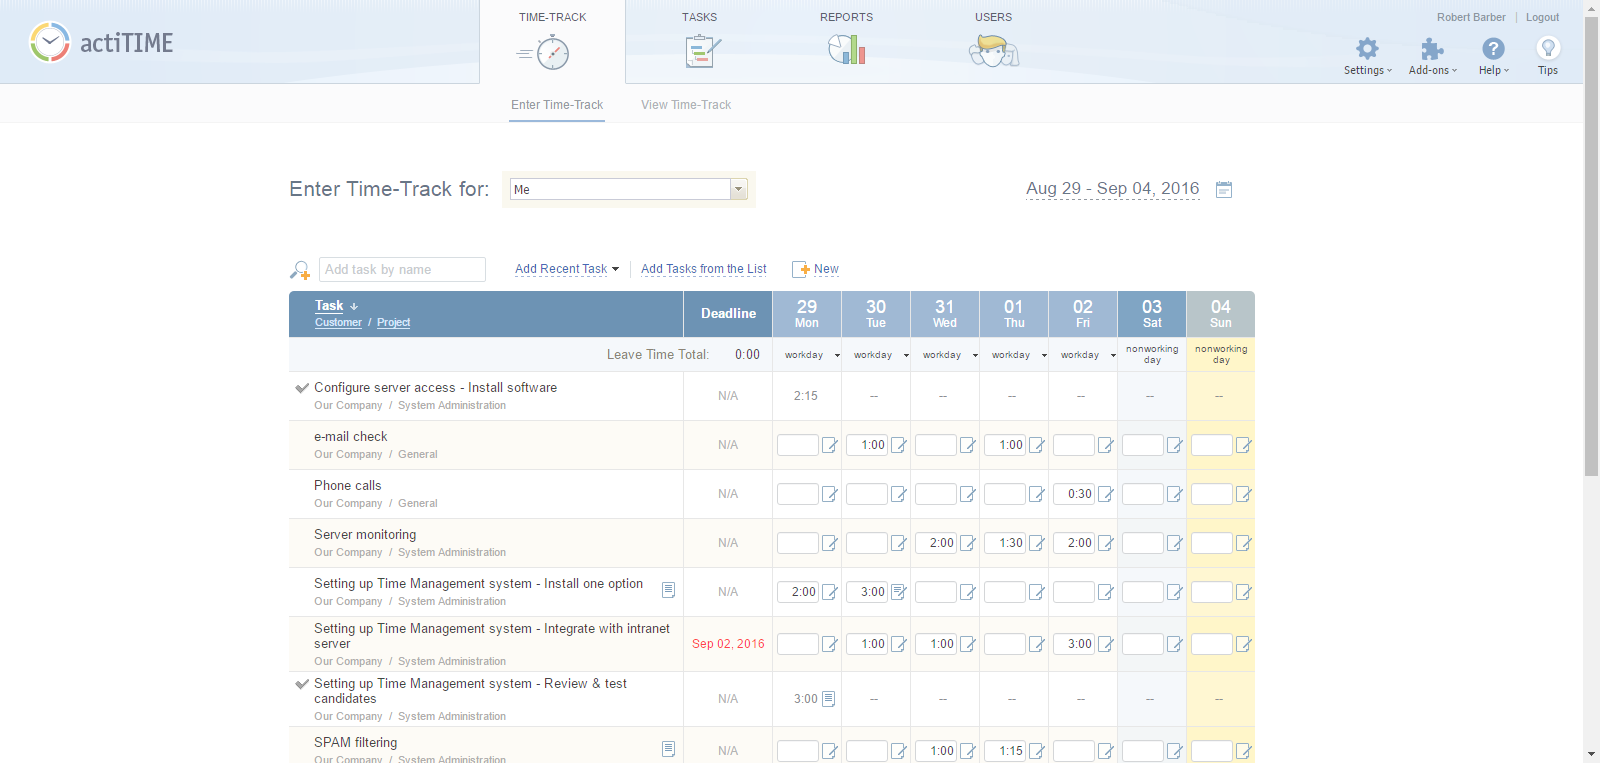 actiTIME
TIME-TRACK
TASKS
REPORTS
USERS
Robert Barber | Logout
Settings
Add-ons
Help
Tips
Enter Time-Track
View Time-Track
Enter Time-Track for:
Me
Aug 29 - Sep 04, 2016
Add task by name
Add Recent Task
Add Tasks from the List
New
Task Deadline 29 30 31 01 02 03 04
Customer / Project Mon Tue Wed Thu Fri Sat Sun
Leave Time Total: 0:00 workday workday workday workday workday nonworking day nonworking day
Configure server access - Install software N/A 2:15 -- -- -- -- -- --
Our Company / System Administration
e-mail check N/A 1:00 1:00
Our Company / General
Phone calls N/A 0:30
Our Company / General
Server monitoring N/A 2:00 1:30 2:00
Our Company / System Administration
Setting up Time Management system - Install one option N/A 2:00 3:00
Our Company / System Administration
Setting up Time Management system - Integrate with intranet
server Sep 02, 2016 1:00 1:00 3:00
Our Company / System Administration
Setting up Time Management system - Review & test
candidates N/A 3:00 -- -- -- -- -- --
Our Company / System Administration
SPAM filtering N/A 1:00 1:15
Our Company / System Administration